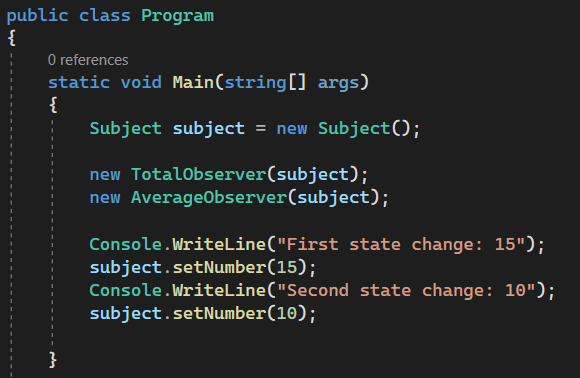 public class Program
{
0 references
static void Main(string[] args)
{
Subject subject = new Subject();
new TotalObserver(subject);
new AverageObserver(subject);
Console.WriteLine("First state change: 15");
subject.setNumber(15);
Console.WriteLine("Second state change: 10");
subject.setNumber(10);
}